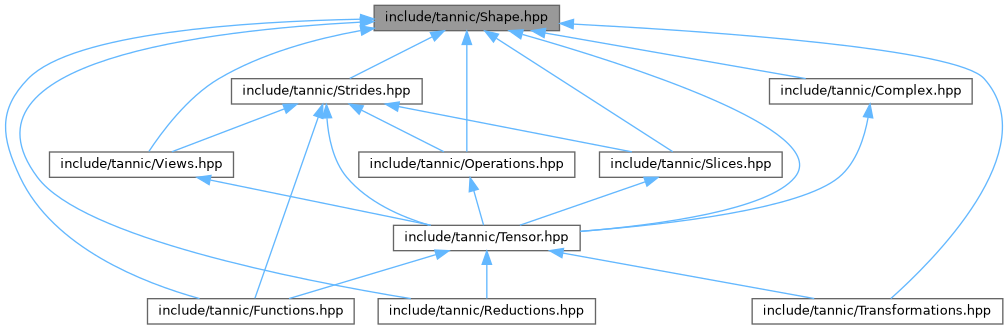 include/tannic/Shape.hpp
include/tannic/Strides.hpp
include/tannic/Complex.hpp
include/tannic/Views.hpp
include/tannic/Operations.hpp
include/tannic/Slices.hpp
include/tannic/Tensor.hpp
include/tannic/Functions.hpp
include/tannic/Reductions.hpp
include/tannic/Transformations.hpp